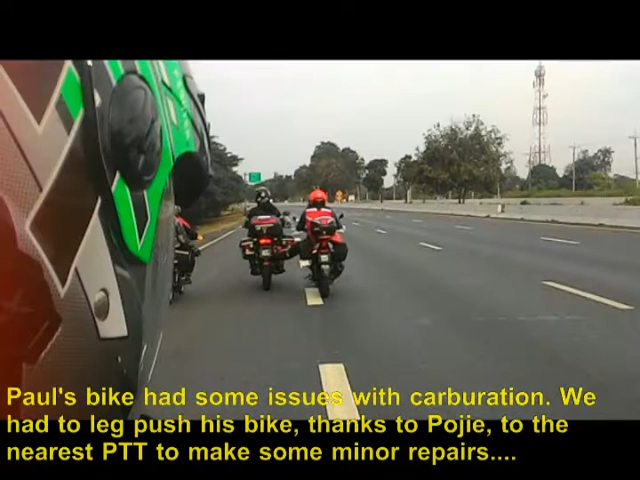 Paul's bike had some issues with carburation. We
had to leg push his bike, thanks to Pojie, to the
nearest PTT to make some minor repairs....